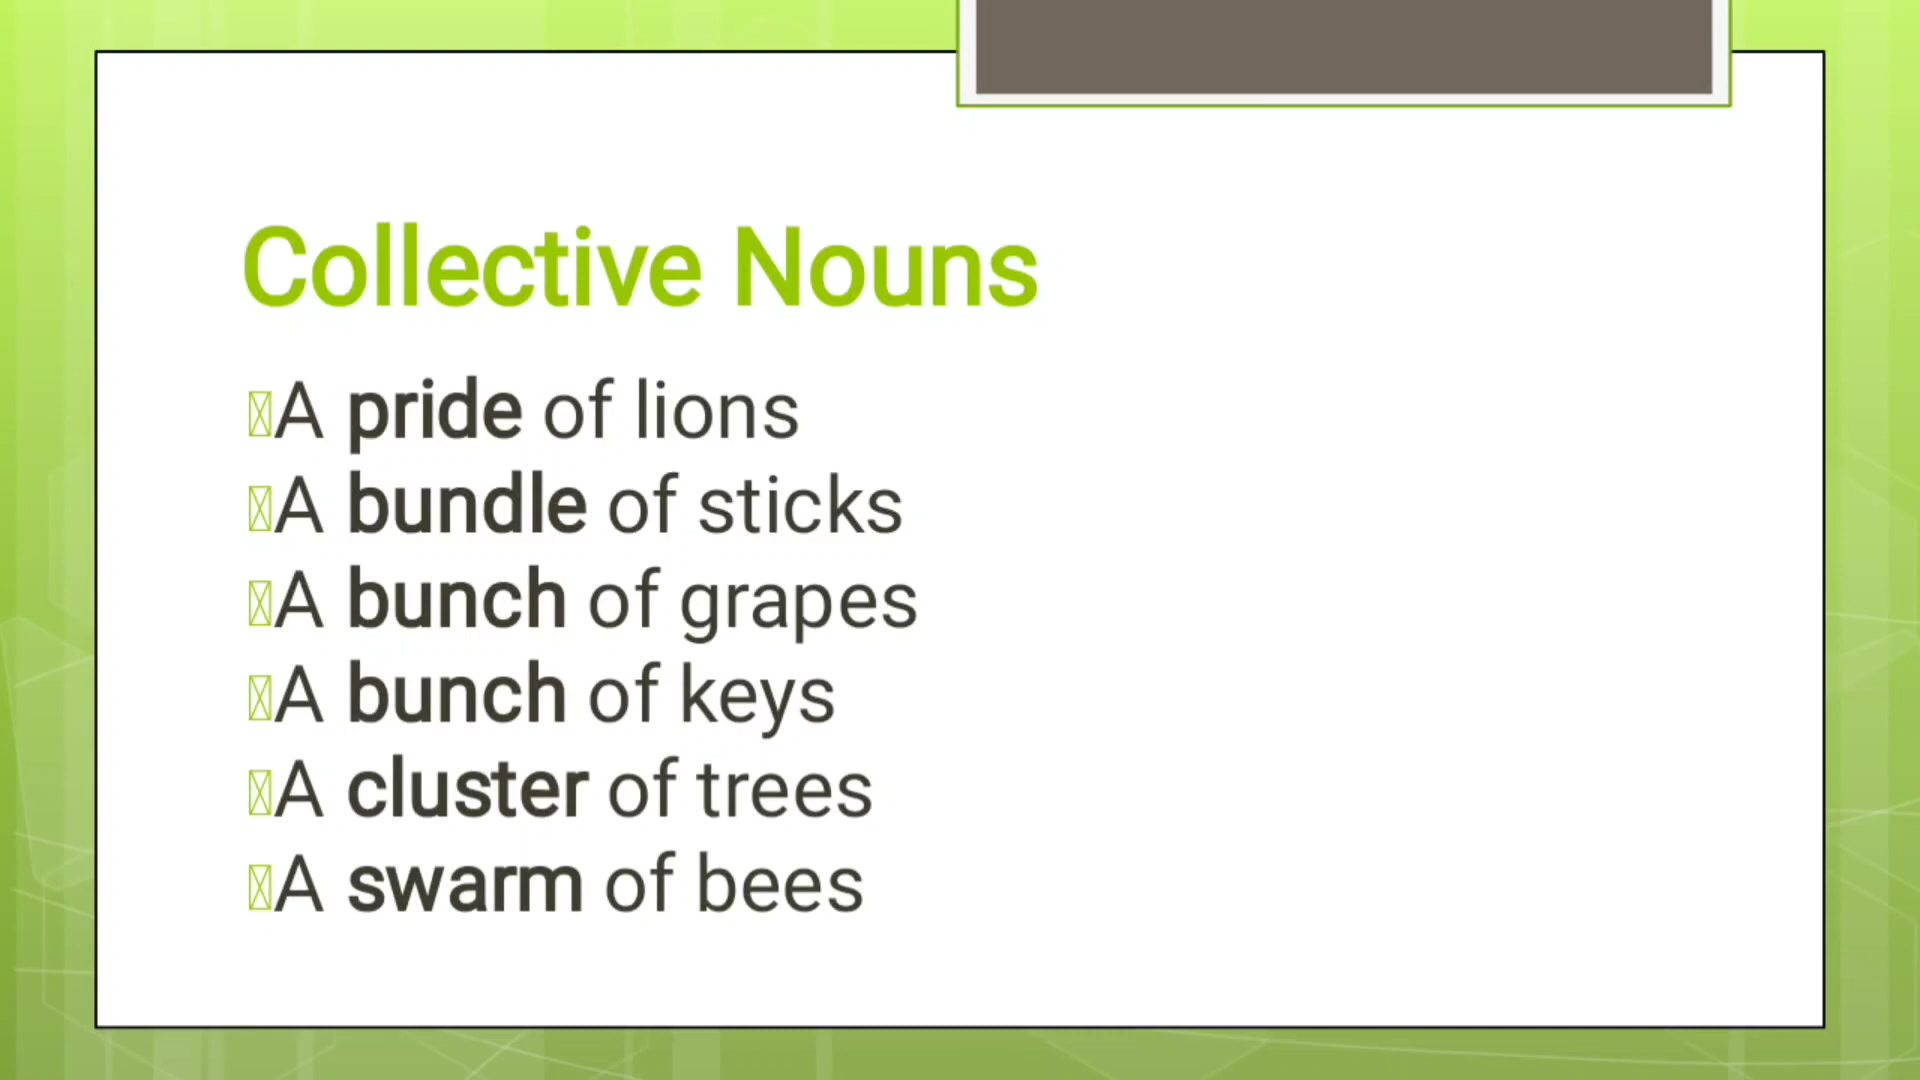 Collective Nouns
A pride of lions
A bundle of sticks
A bunch of grapes
A bunch of keys
A cluster of trees
A swarm of bees